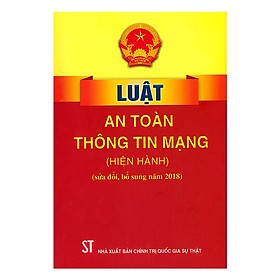 LUẬT
AN TOÀN
THÔNG TIN MẠNG
(HIỆN HÀNH)
(sửa đổi, bổ sung năm 2018)
ST NHÀ XUẤT BẢN CHÍNH TRỊ QUỐC GIA SỰ THẬT